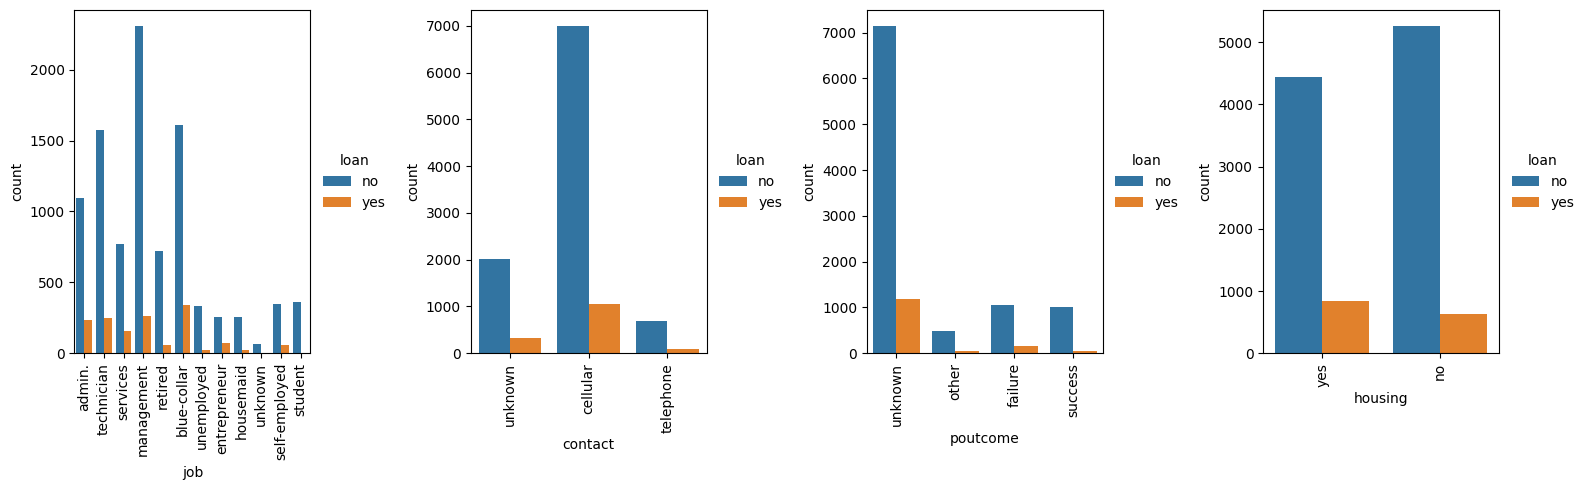 2000
1500
1000
500
0
count
admin.
technician
services
management
retired
blue-collar
unemployed
entrepreneur
housemaid
unknown
self-employed
student
job
loan
no
yes
7000
6000
5000
4000
3000
2000
1000
0
count
unknown
cellular
telephone
contact
loan
no
yes
7000
6000
5000
4000
3000
2000
1000
0
count
unknown
other
failure
success
poutcome
loan
no
yes
5000
4000
3000
2000
1000
0
count
yes
no
housing
loan
no
yes